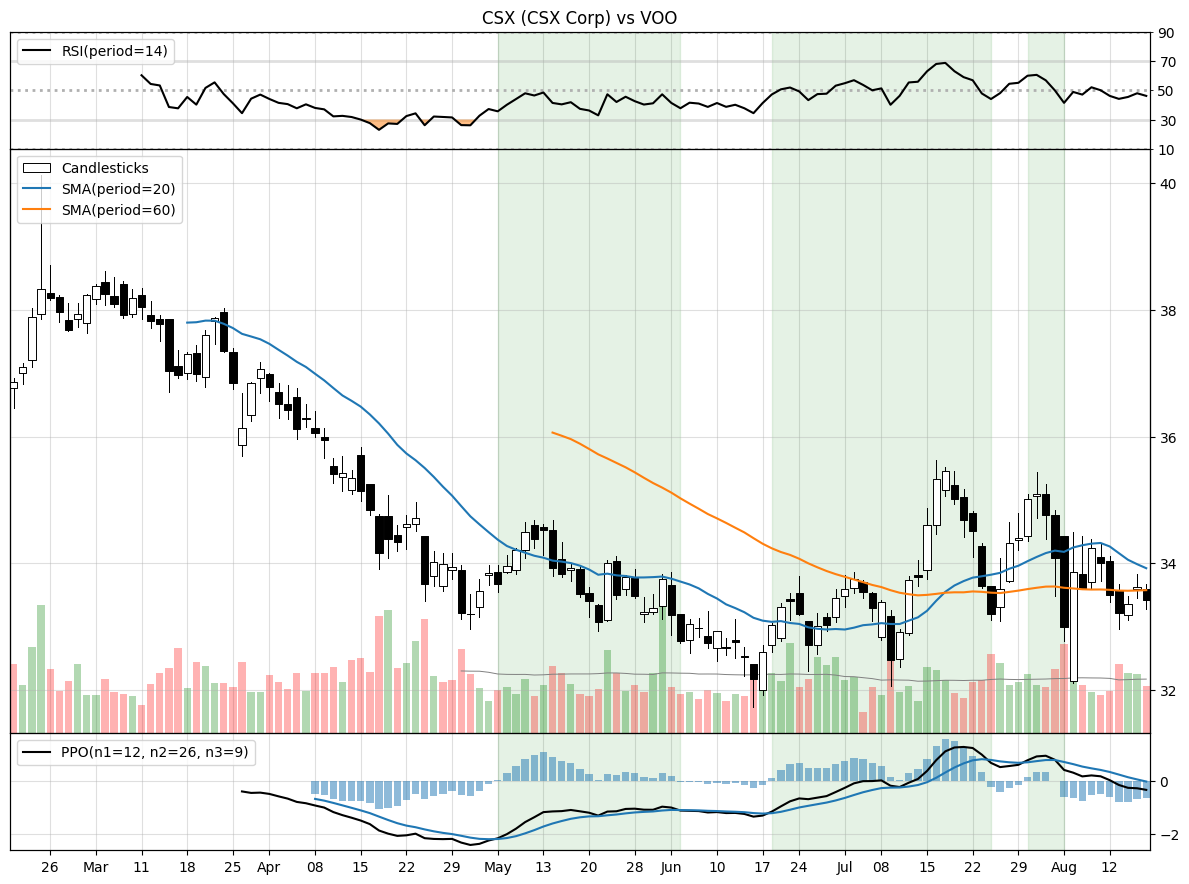 CSX (CSX Corp) vs VOO
RSI(period=14)
90
70
50
30
10
Candlesticks
SMA(period=20)
SMA(period=60)
40
38
36
34
32
PPO(n1=12, n2=26, n3=9)
0
−2
26 Mar 11 18 25 Apr 08 15 22 29 May 13 20 28 Jun 10 17 24 Jul 08 15 22 29 Aug 12